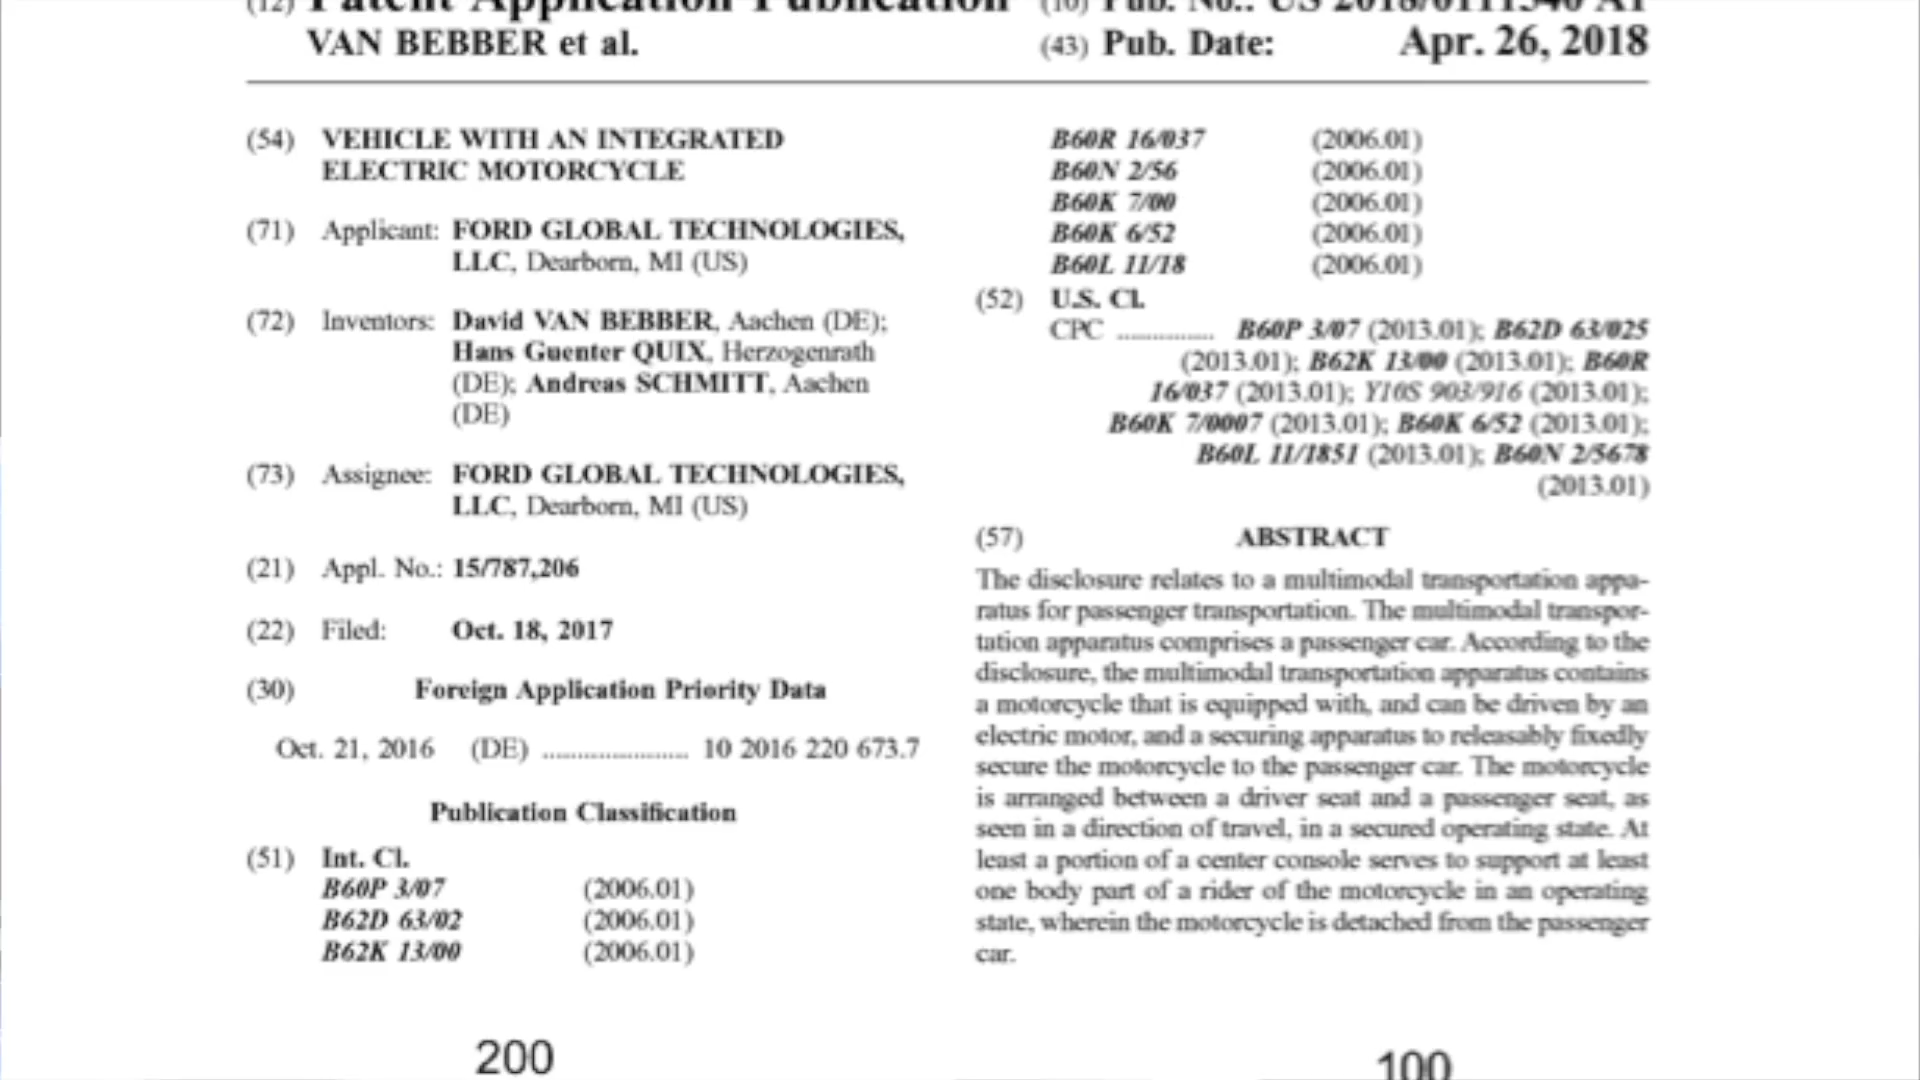 (12) Patent Application Publication
VAN BEBBER et al.
(10) Pub. No.: US 2018/0111540 A1
(43) Pub. Date: Apr. 26, 2018
(54) VEHICLE WITH AN INTEGRATED
ELECTRIC MOTORCYCLE
(71) Applicant: FORD GLOBAL TECHNOLOGIES,
LLC, Dearborn, MI (US)
(72) Inventors: David VAN BEBBER, Aachen (DE);
Hans Guenter QUIX, Herzogenrath
(DE); Andreas SCHMITT, Aachen
(DE)
(73) Assignee: FORD GLOBAL TECHNOLOGIES,
LLC, Dearborn, MI (US)
(21) Appl. No.: 15/787,206
(22) Filed: Oct. 18, 2017
(30) Foreign Application Priority Data
Oct. 21, 2016 (DE) ..................... 10 2016 220 673.7
Publication Classification
(51) Int. Cl.
B60P 3/07 (2006.01)
B62D 63/02 (2006.01)
B62K 13/00 (2006.01)
B60R 16/037 (2006.01)
B60N 2/56 (2006.01)
B60K 7/00 (2006.01)
B60K 6/52 (2006.01)
B60L 11/18 (2006.01)
(52) U.S. Cl.
CPC .............. B60P 3/07 (2013.01); B62D 63/025
(2013.01); B62K 13/00 (2013.01); B60R
16/037 (2013.01); Y10S 903/916 (2013.01);
B60K 7/0007 (2013.01); B60K 6/52 (2013.01);
B60L 11/1851 (2013.01); B60N 2/5678
(2013.01)
(57) ABSTRACT
The disclosure relates to a multimodal transportation appa-
ratus for passenger transportation. The multimodal transpor-
tation apparatus comprises a passenger car. According to the
disclosure, the multimodal transportation apparatus contains
a motorcycle that is equipped with, and can be driven by an
electric motor, and a securing apparatus to releasably fixedly
secure the motorcycle to the passenger car. The motorcycle
is arranged between a driver seat and a passenger seat, as
seen in a direction of travel, in a secured operating state. At
least a portion of a center console serves to support at least
one body part of a rider of the motorcycle in an operating
state, wherein the motorcycle is detached from the passenger
car.
200
100